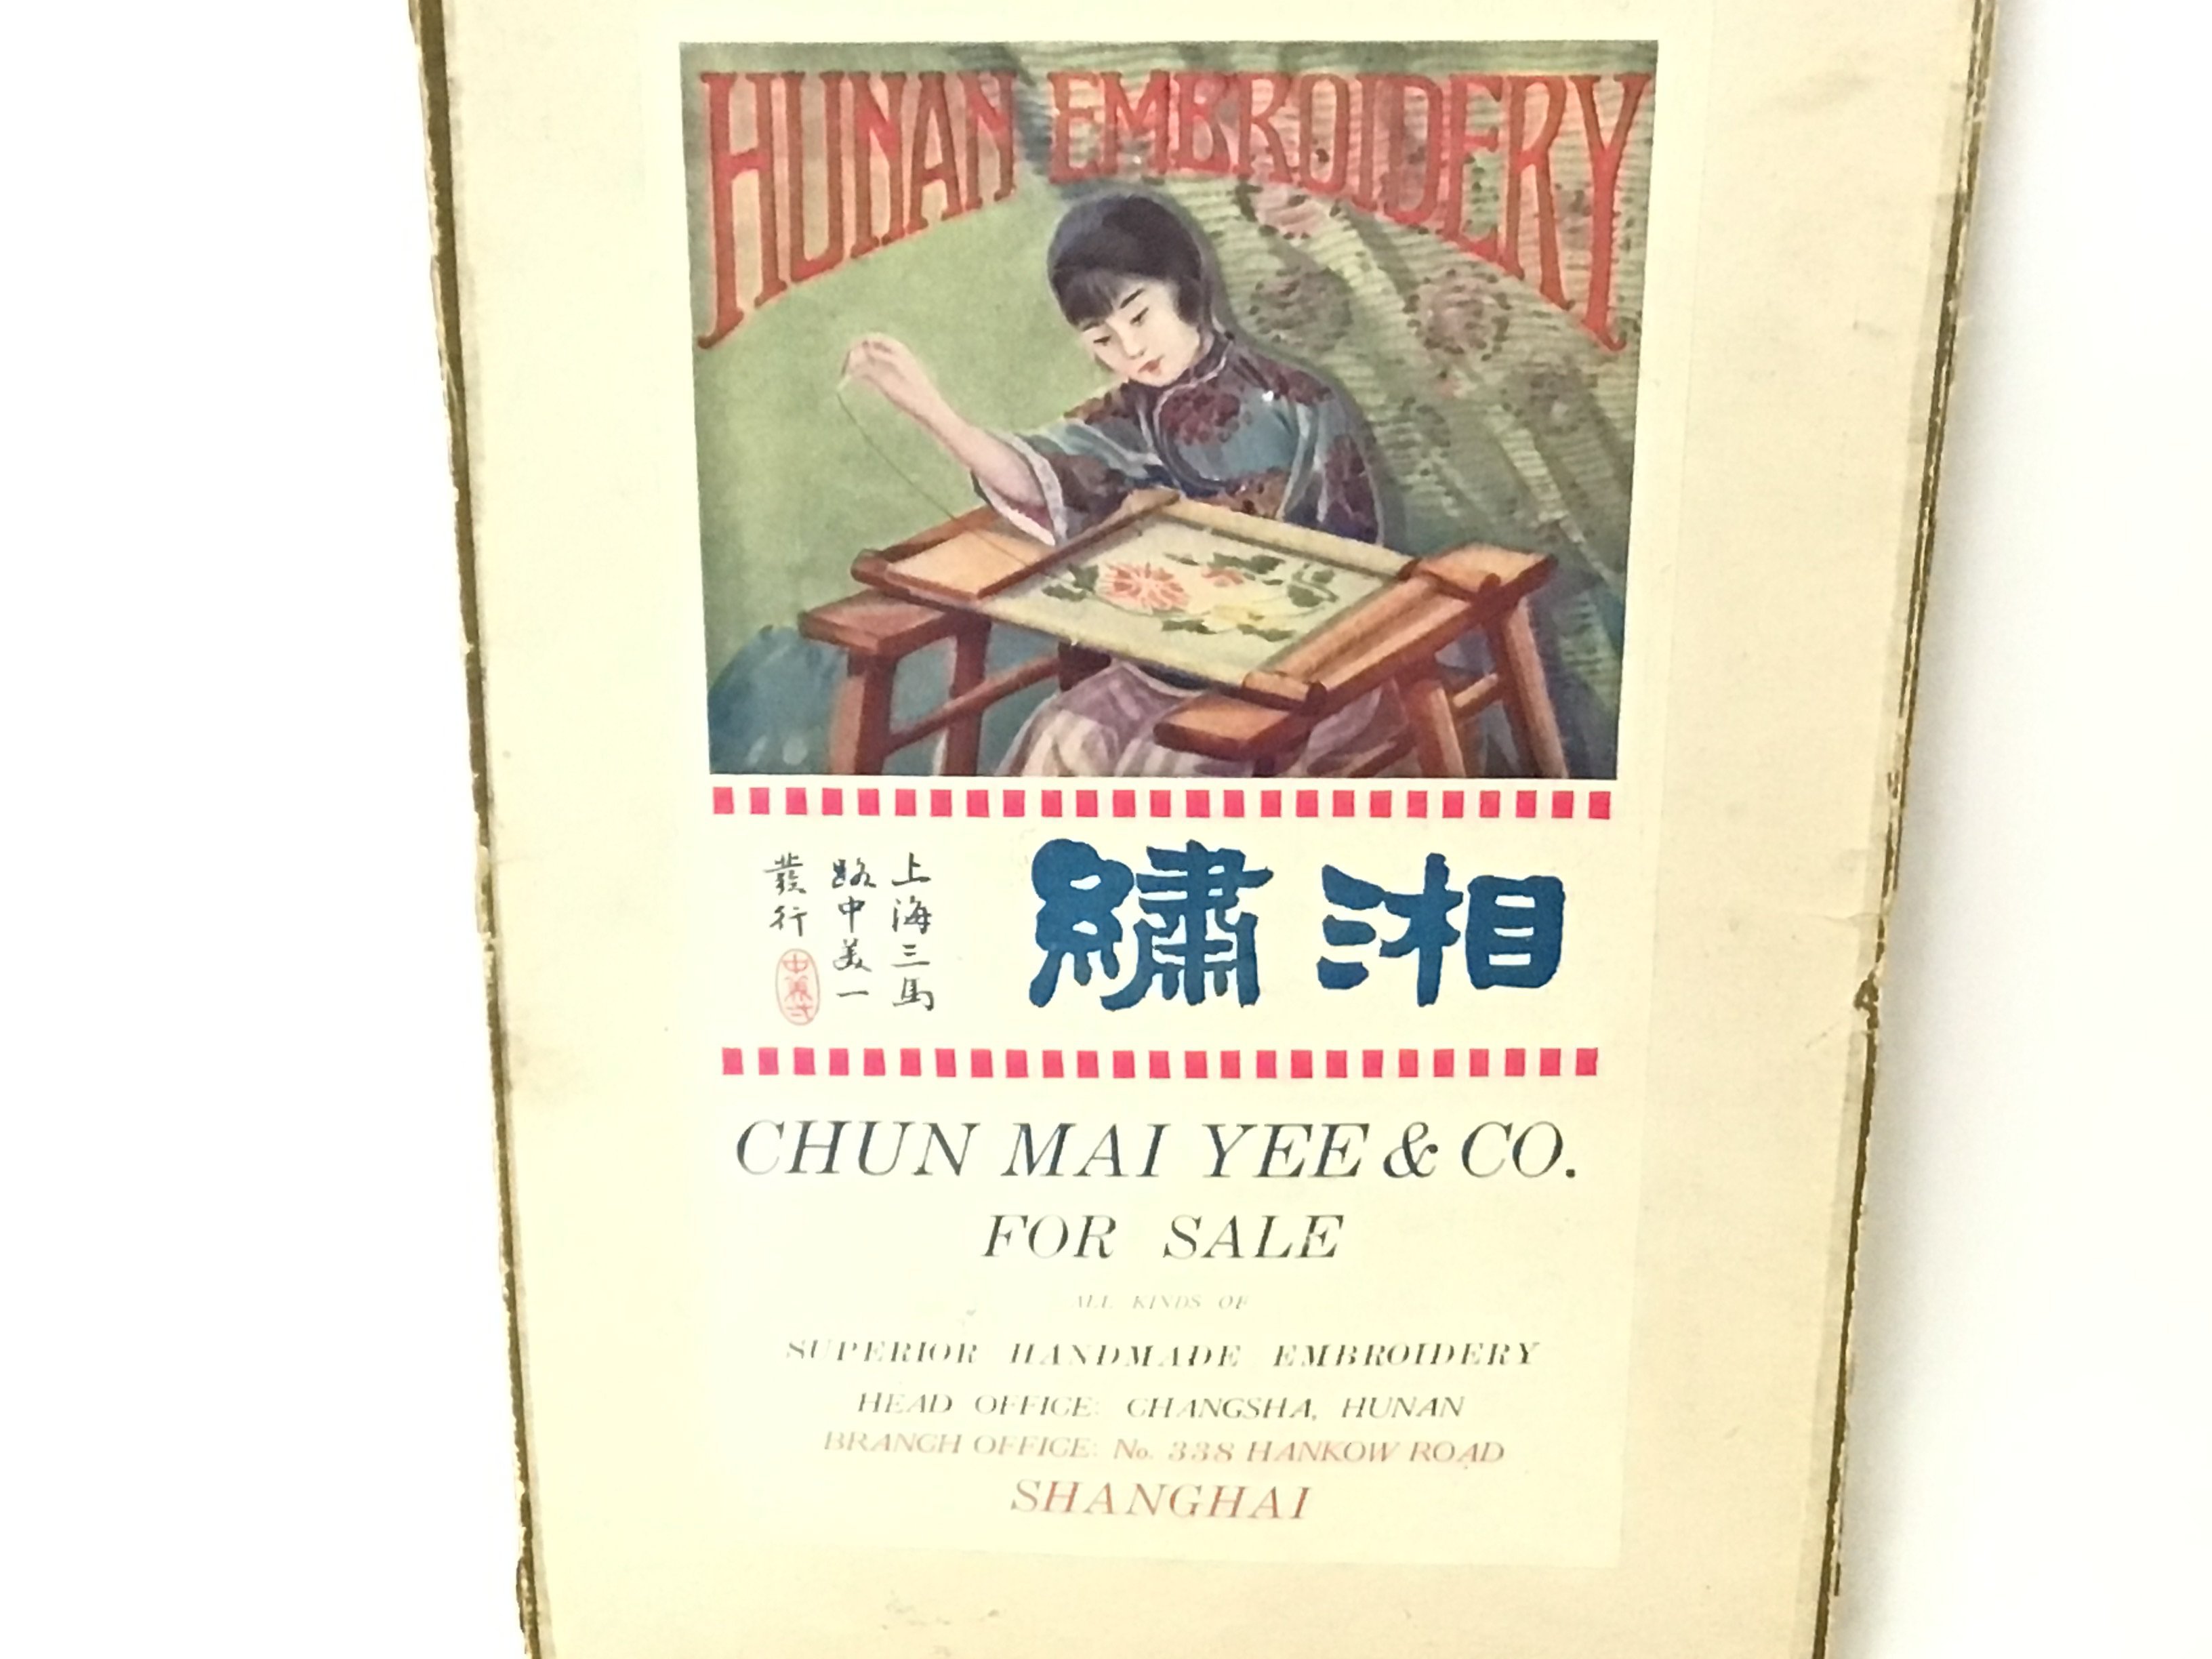 HUNAN EMBROIDERY
湘繡
上海三馬
路中美一
發行
CHUN MAI YEE & CO.
FOR SALE
ALL KINDS OF
SUPERIOR HANDMADE EMBROIDERY
HEAD OFFICE: CHANGSHA, HUNAN
BRANCH OFFICE: No. 338 HANKOW ROAD
SHANGHAI